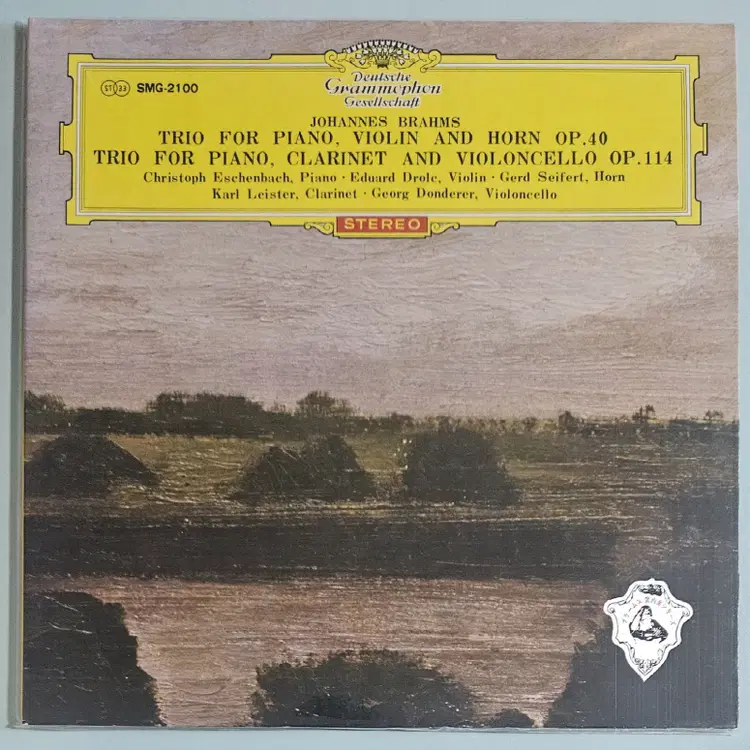 ST 33 SMG-2100
Deutsche
Grammophon
Gesellschaft
JOHANNES BRAHMS
TRIO FOR PIANO, VIOLIN AND HORN OP.40
TRIO FOR PIANO, CLARINET AND VIOLONCELLO OP.114
Christoph Eschenbach, Piano · Eduard Drolc, Violin · Gerd Seifert, Horn
Karl Leister, Clarinet · Georg Donderer, Violoncello
STEREO